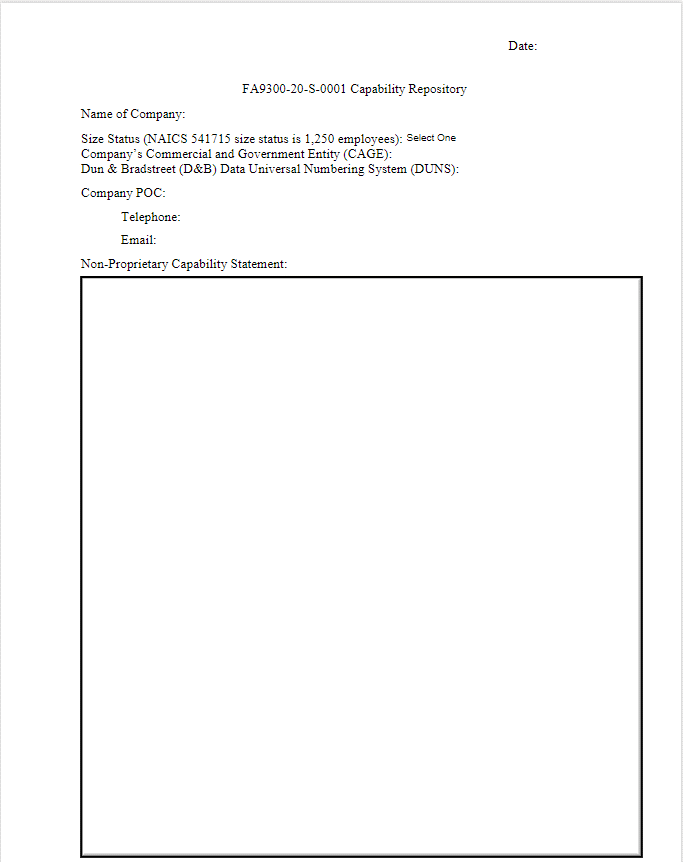 Date:
FA9300-20-S-0001 Capability Repository
Name of Company:
Size Status (NAICS 541715 size status is 1,250 employees): Select One
Company’s Commercial and Government Entity (CAGE):
Dun & Bradstreet (D&B) Data Universal Numbering System (DUNS):
Company POC:
Telephone:
Email:
Non-Proprietary Capability Statement: